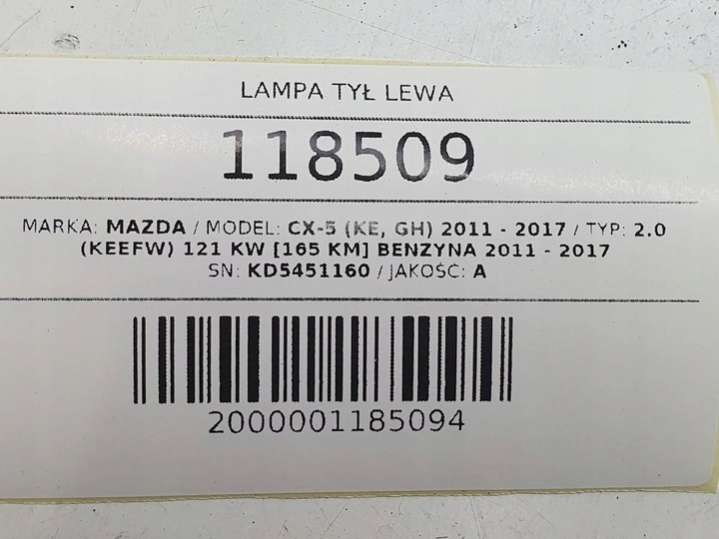 LAMPA TYŁ LEWA
118509
MARKA: MAZDA / MODEL: CX-5 (KE, GH) 2011 - 2017 / TYP: 2.0
(KEEFW) 121 KW [165 KM] BENZYNA 2011 - 2017
SN: KD5451160 / JAKOŚĆ: A
2000001185094